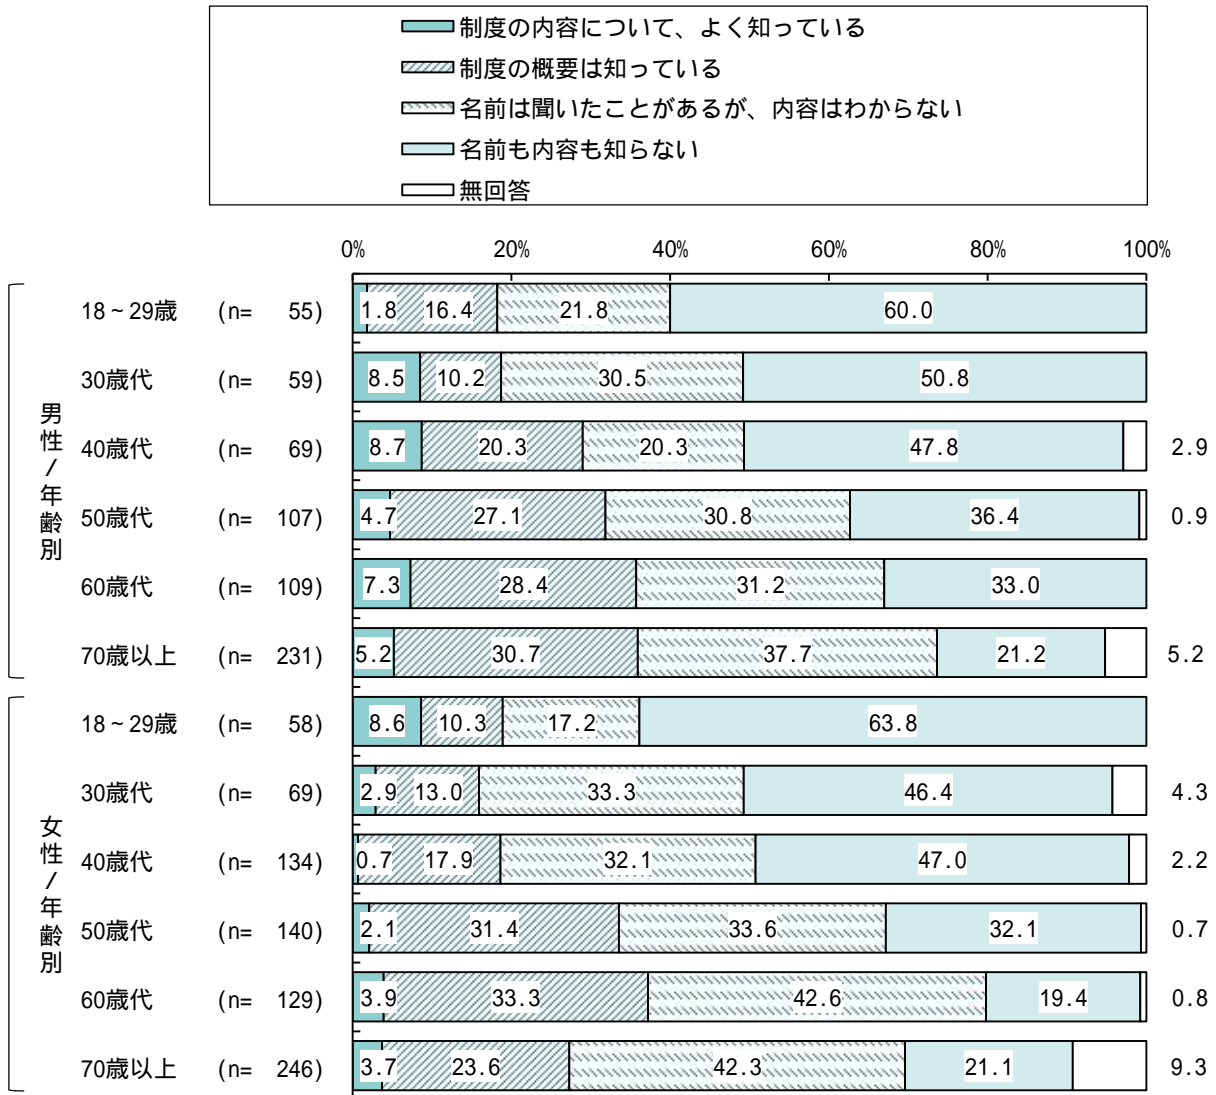 制度の内容について、よく知っている
制度の概要は知っている
名前は聞いたことがあるが、内容はわからない
名前も内容も知らない
無回答
0% 20% 40% 60% 80% 100%
男性/年齢別
18~29歳 (n= 55) 1.8 16.4 21.8 60.0
30歳代 (n= 59) 8.5 10.2 30.5 50.8
40歳代 (n= 69) 8.7 20.3 20.3 47.8 2.9
50歳代 (n= 107) 4.7 27.1 30.8 36.4 0.9
60歳代 (n= 109) 7.3 28.4 31.2 33.0
70歳以上 (n= 231) 5.2 30.7 37.7 21.2 5.2
女性/年齢別
18~29歳 (n= 58) 8.6 10.3 17.2 63.8
30歳代 (n= 69) 2.9 13.0 33.3 46.4 4.3
40歳代 (n= 134) 0.7 17.9 32.1 47.0 2.2
50歳代 (n= 140) 2.1 31.4 33.6 32.1 0.7
60歳代 (n= 129) 3.9 33.3 42.6 19.4 0.8
70歳以上 (n= 246) 3.7 23.6 42.3 21.1 9.3